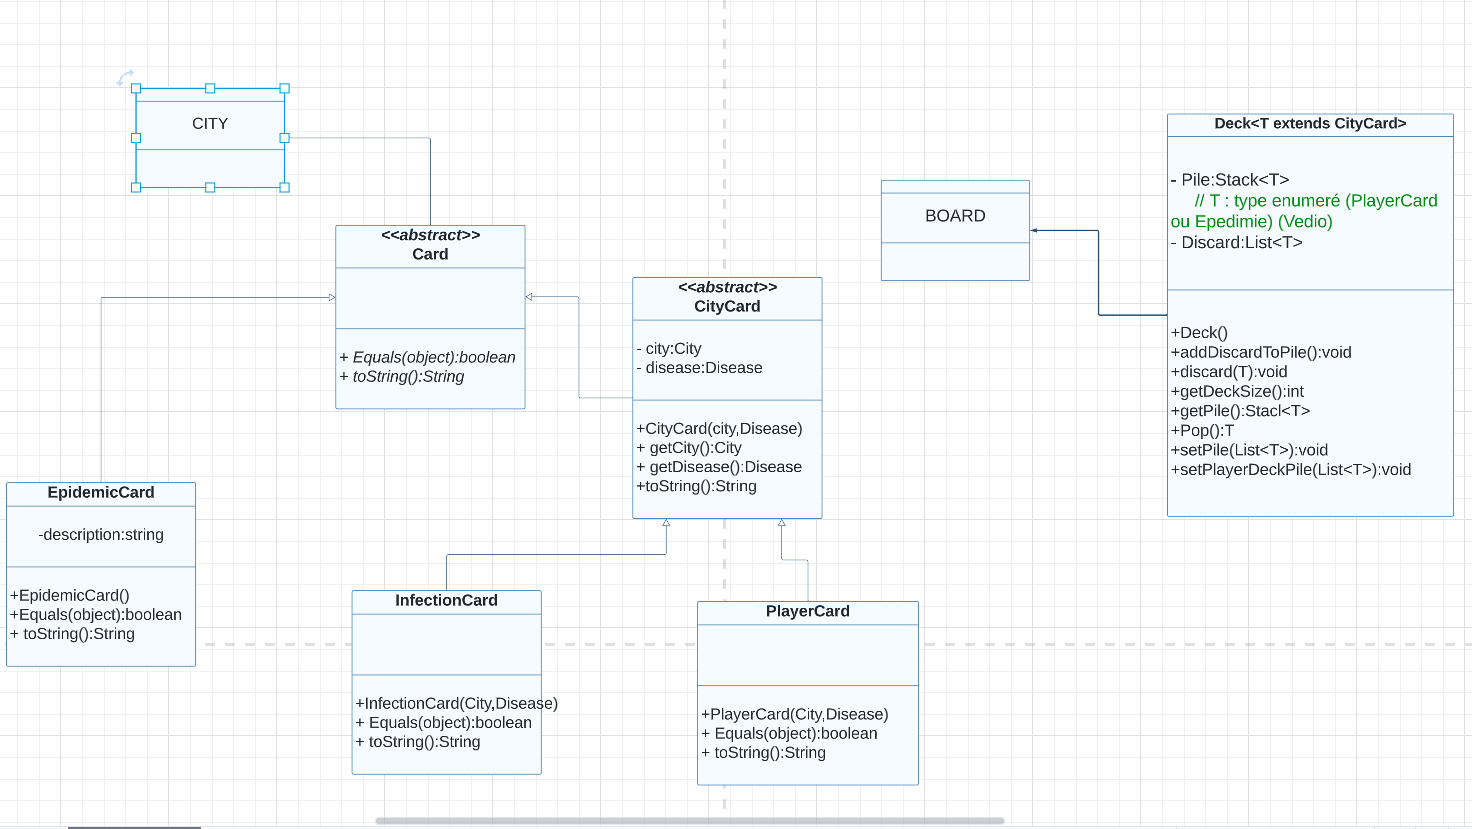 CITY
<<abstract>>
Card
+ Equals(object):boolean
+ toString():String
<<abstract>>
CityCard
- city:City
- disease:Disease
+CityCard(city,Disease)
+ getCity():City
+ getDisease():Disease
+toString():String
BOARD
Deck<T extends CityCard>
- Pile:Stack<T>
// T : type enumeré (PlayerCard
ou Epedimie) (Vedio)
- Discard:List<T>
+Deck()
+addDiscardToPile():void
+discard(T):void
+getDeckSize():int
+getPile():Stacl<T>
+Pop():T
+setPile(List<T>):void
+setPlayerDeckPile(List<T>):void
EpidemicCard
-description:string
+EpidemicCard()
+Equals(object):boolean
+ toString():String
InfectionCard
+InfectionCard(City,Disease)
+ Equals(object):boolean
+ toString():String
PlayerCard
+PlayerCard(City,Disease)
+ Equals(object):boolean
+ toString():String